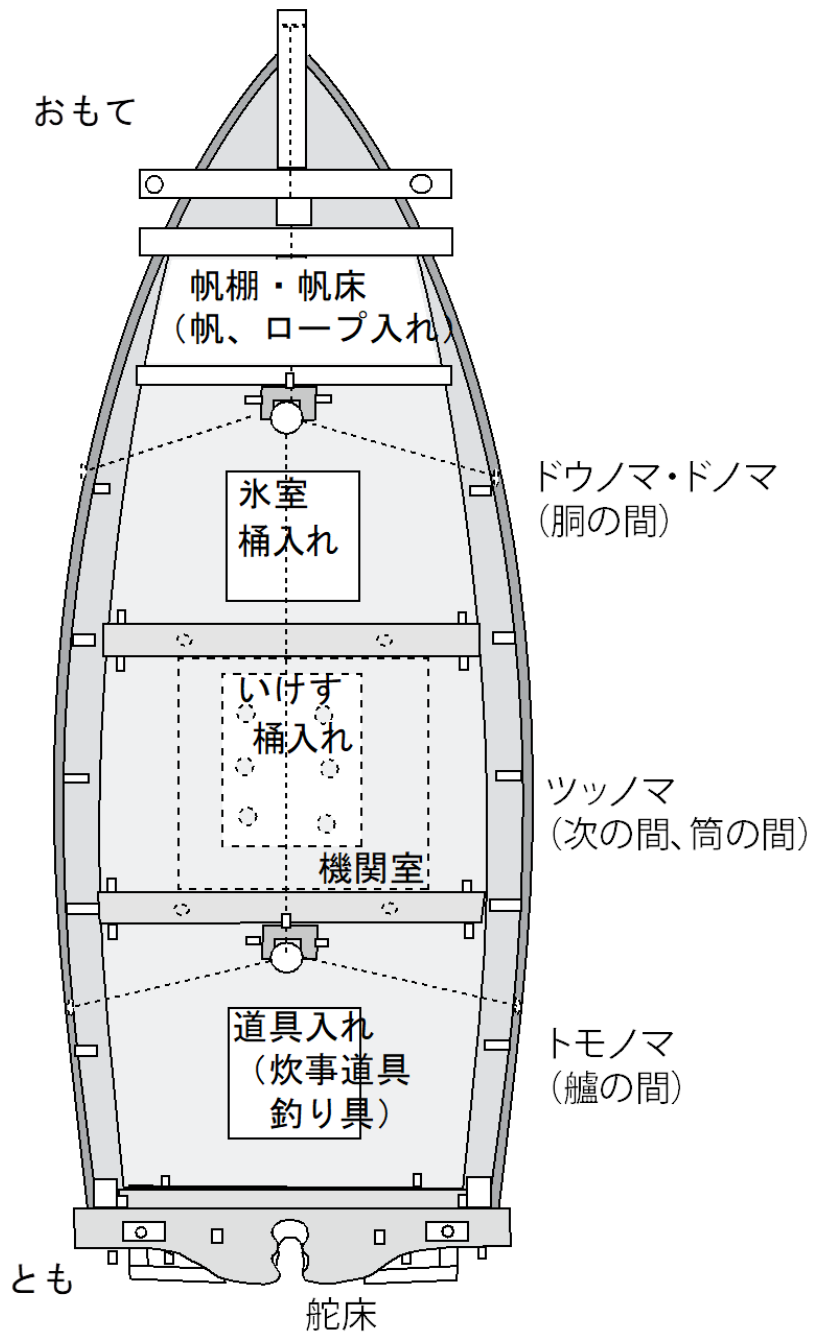 おもて
帆棚・帆床
（帆、ロープ入れ）
氷室
桶入れ
ドウノマ・ドノマ
（胴の間）
いけす
桶入れ
機関室
ツッノマ
（次の間、筒の間）
道具入れ
（炊事道具
釣り具）
トモノマ
（艫の間）
とも
舵床